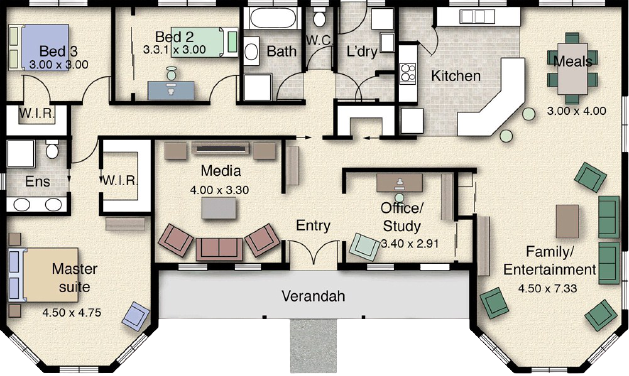 Bed 3
3.00 x 3.00
Bed 2
3.3.1 x 3.00
Bath
W.C
L'dry
Kitchen
Meals
3.00 x 4.00
W.I.R.
Ens
W.I.R.
Media
4.00 x 3.30
Entry
Office/
Study
3.40 x 2.91
Family/
Entertainment
4.50 x 7.33
Master
suite
4.50 x 4.75
Verandah